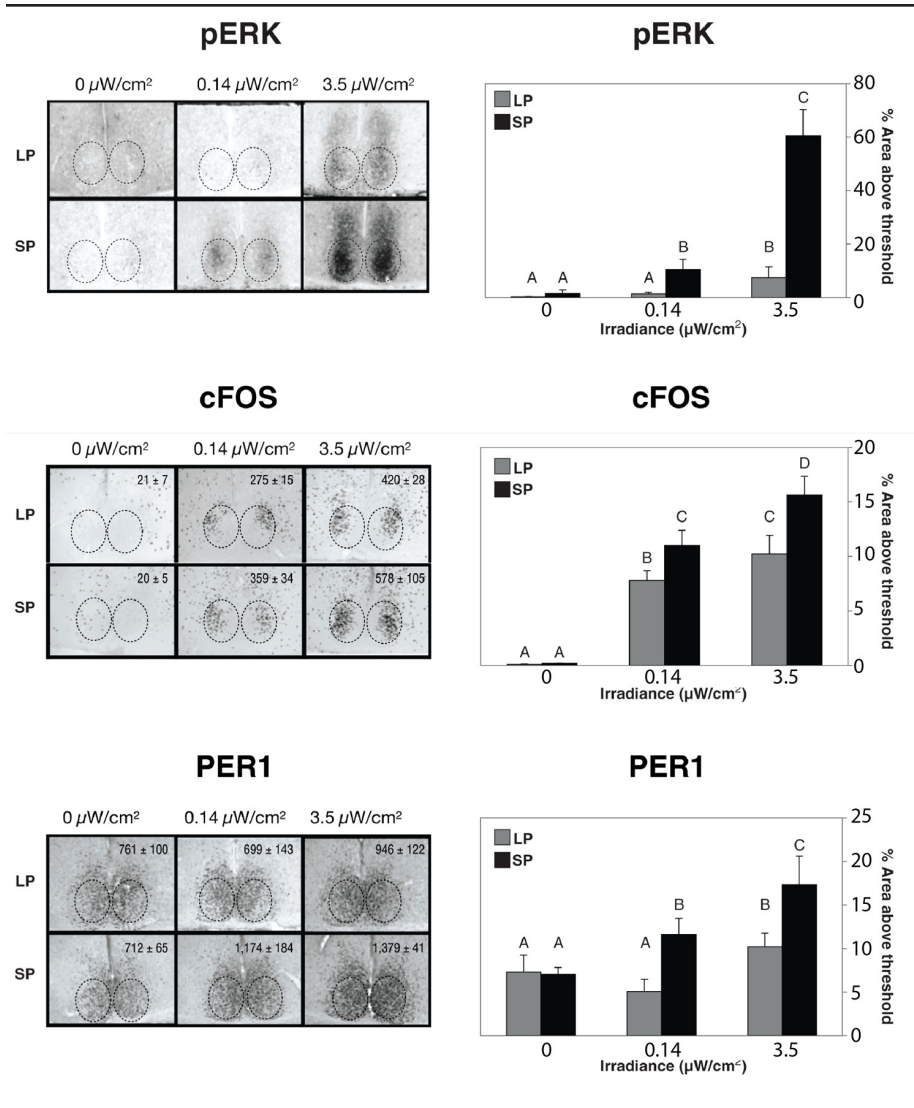 pERK
pERK
0 µW/cm²
0.14 µW/cm²
3.5 µW/cm²
LP
SP
LP
SP
A
A
A
B
B
C
80
60
40
20
0
% Area above threshold
0
0.14
3.5
Irradiance (µW/cm²)
cFOS
cFOS
0 µW/cm²
0.14 µW/cm²
3.5 µW/cm²
LP
21 ± 7
275 ± 15
420 ± 28
SP
20 ± 5
359 ± 34
578 ± 105
LP
SP
A
A
B
C
C
D
20
15
10
5
0
% Area above threshold
0
0.14
3.5
Irradiance (µW/cm²)
PER1
PER1
0 µW/cm²
0.14 µW/cm²
3.5 µW/cm²
LP
761 ± 100
699 ± 143
946 ± 122
SP
712 ± 65
1,174 ± 184
1,379 ± 41
LP
SP
A
A
A
B
B
C
25
20
15
10
5
0
% Area above threshold
0
0.14
3.5
Irradiance (µW/cm²)